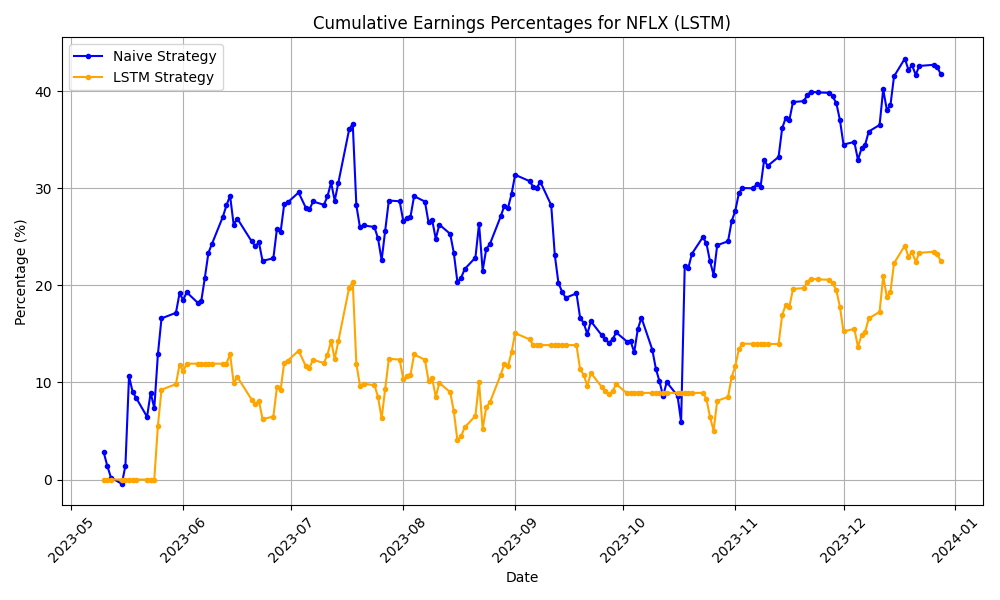 Cumulative Earnings Percentages for NFLX (LSTM)
Naive Strategy
LSTM Strategy
Percentage (%)
40
30
20
10
0
2023-05
2023-06
2023-07
2023-08
2023-09
2023-10
2023-11
2023-12
2024-01
Date